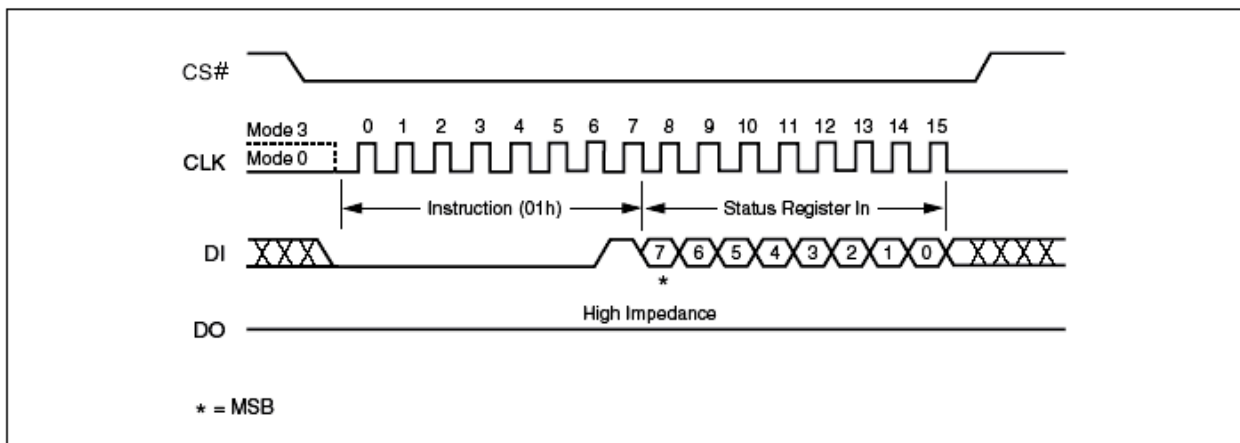 CS#
Mode 3 0 1 2 3 4 5 6 7 8 9 10 11 12 13 14 15
CLK Mode 0
Instruction (01h) Status Register In
DI 7 6 5 4 3 2 1 0
*
High Impedance
DO
* = MSB